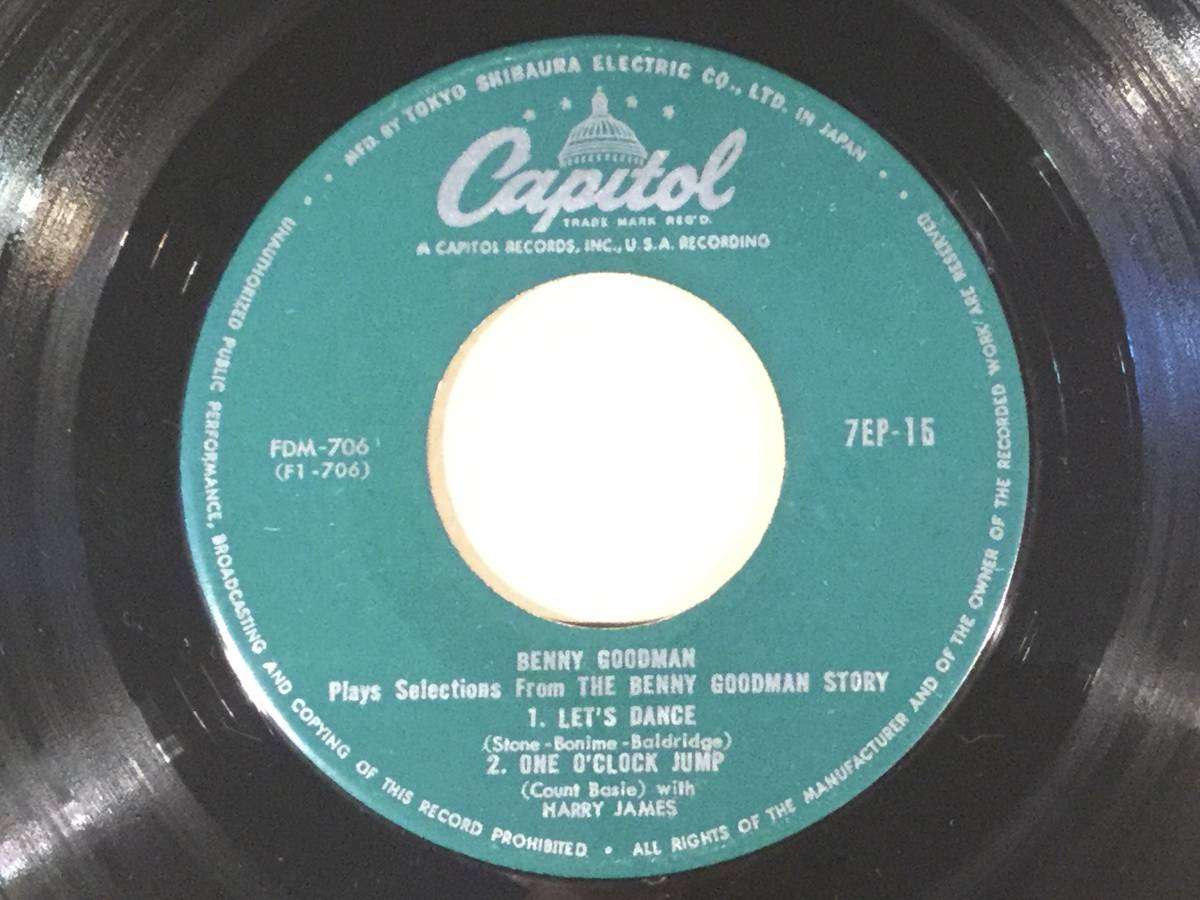 MFD. BY TOKYO SHIBAURA ELECTRIC CO., LTD. IN JAPAN
Capitol
TRADE MARK REG'D.
A CAPITOL RECORDS, INC., U.S.A. RECORDING
FDM-706
(F1-706)
7EP-15
BENNY GOODMAN
Plays Selections From THE BENNY GOODMAN STORY
1. LET'S DANCE
(Stone-Bonime-Baldridge)
2. ONE O'CLOCK JUMP
(Count Basie) with
HARRY JAMES
UNAUTHORIZED PUBLIC PERFORMANCE, BROADCASTING AND COPYING OF THIS RECORD PROHIBITED • ALL RIGHTS OF THE MANUFACTURER AND OF THE OWNER OF THE RECORDED WORK ARE RESERVED